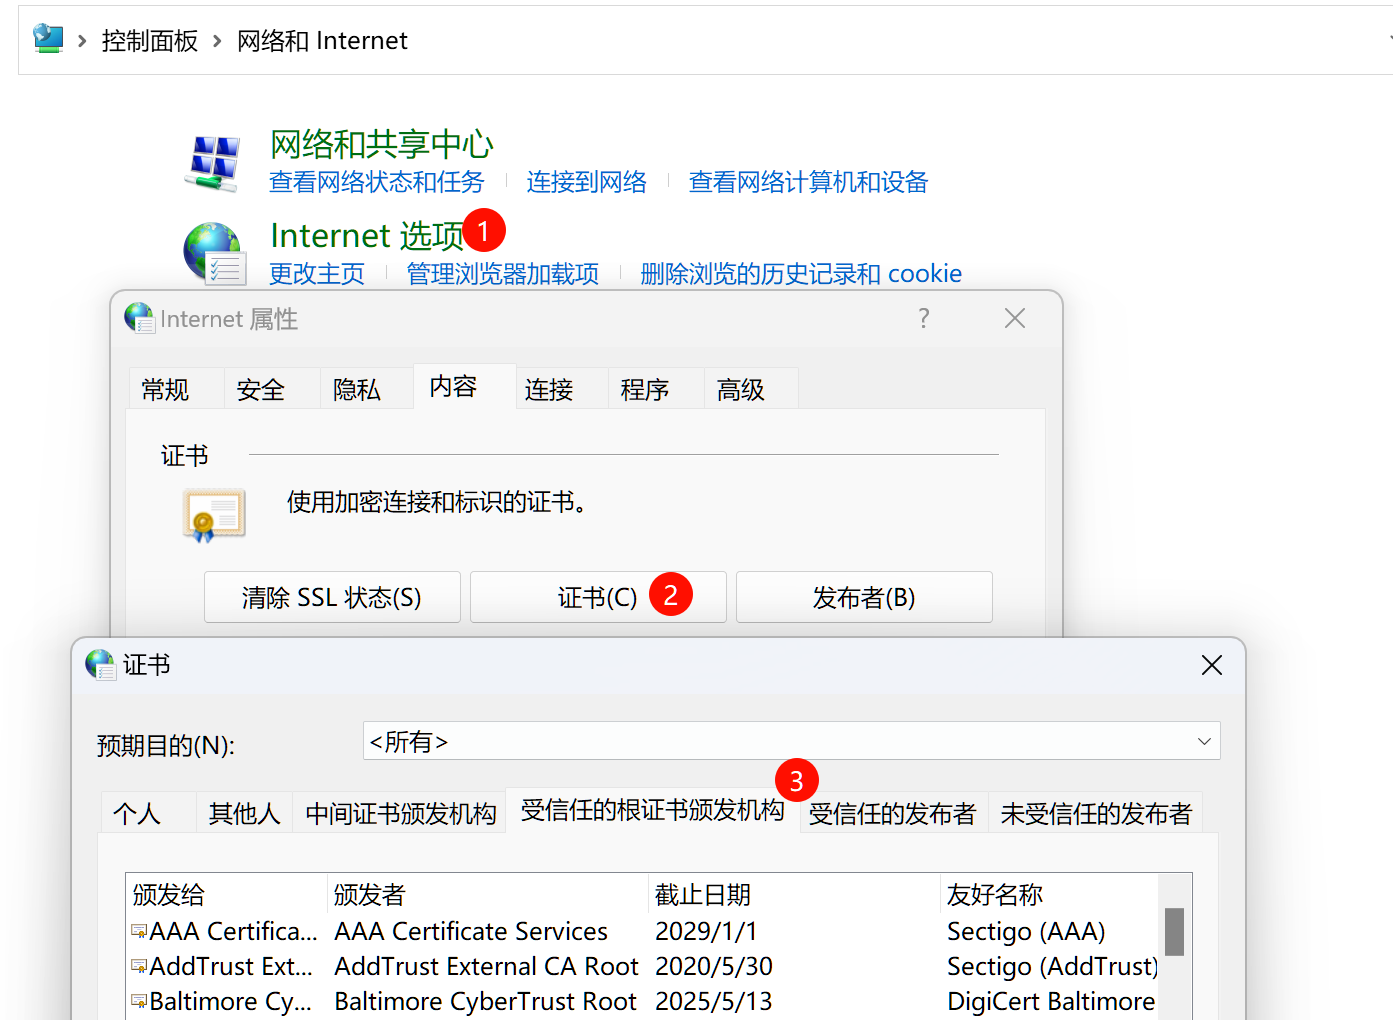 控制面板 网络和 Internet
网络和共享中心
查看网络状态和任务 连接到网络 查看网络计算机和设备
Internet 选项 1
更改主页 管理浏览器加载项 删除浏览的历史记录和 cookie
Internet 属性 ?
常规 安全 隐私 内容 连接 程序 高级
证书
使用加密连接和标识的证书。
清除 SSL 状态(S) 证书(C) 2 发布者(B)
证书
预期目的(N): <所有>
3
个人 其他人 中间证书颁发机构 受信任的根证书颁发机构 受信任的发布者 未受信任的发布者
颁发给 颁发者 截止日期 友好名称
AAA Certifica... AAA Certificate Services 2029/1/1 Sectigo (AAA)
AddTrust Ext... AddTrust External CA Root 2020/5/30 Sectigo (AddTrust)
Baltimore Cy... Baltimore CyberTrust Root 2025/5/13 DigiCert Baltimore